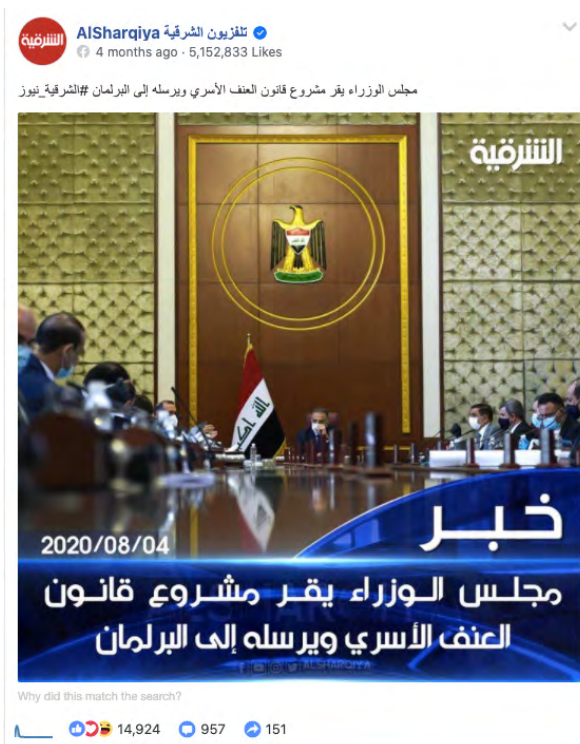 الشرقية
AlSharqiya تلفزيون الشرقية
4 months ago · 5,152,833 Likes
مجلس الوزراء يقر مشروع قانون العنف الأسري ويرسله إلى البرلمان #الشرقية_نيوز
الشرقية
خبر
2020/08/04
مجلس الوزراء يقر مشروع قانون
العنف الأسري ويرسله إلى البرلمان
ALSHARQIYA
Why did this match the search?
14,924 957 151